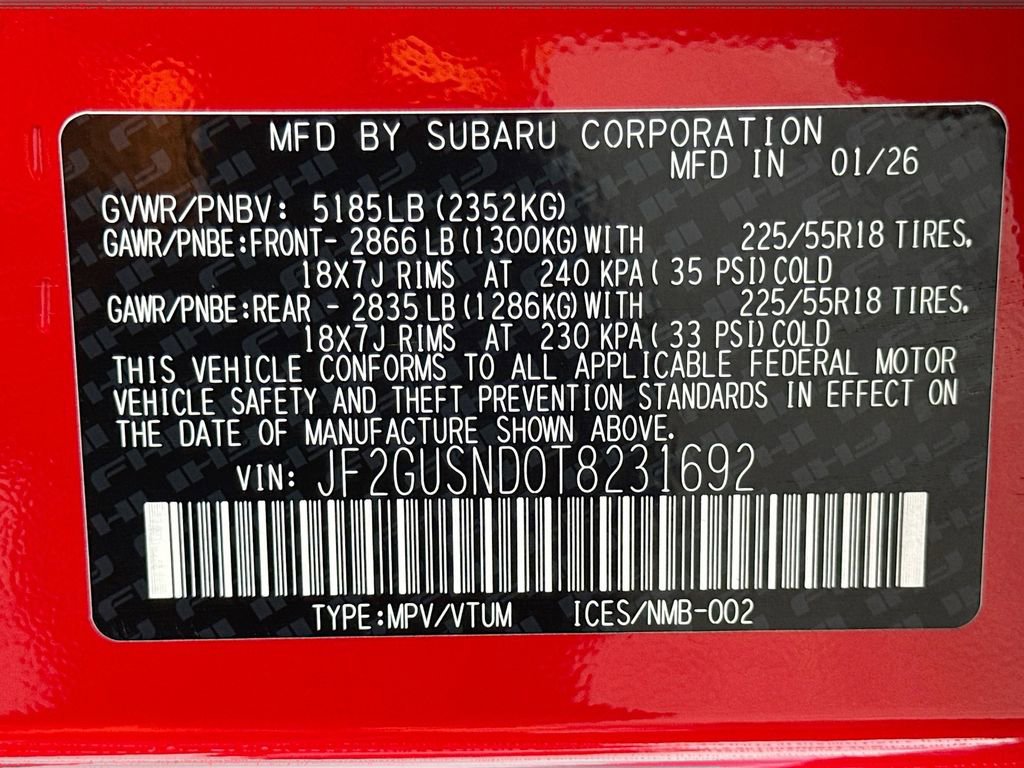 MFD BY SUBARU CORPORATION
MFD IN 01/26
GVWR/PNBV: 5185LB (2352KG)
GAWR/PNBE:FRONT- 2866 LB (1300KG) WITH 225/55R18 TIRES,
18X7J RIMS AT 240 KPA ( 35 PSI) COLD
GAWR/PNBE:REAR - 2835 LB (1286KG) WITH 225/55R18 TIRES,
18X7J RIMS AT 230 KPA ( 33 PSI) COLD
THIS VEHICLE CONFORMS TO ALL APPLICABLE FEDERAL MOTOR
VEHICLE SAFETY AND THEFT PREVENTION STANDARDS IN EFFECT ON
THE DATE OF MANUFACTURE SHOWN ABOVE.
VIN: JF2GUSND0T8231692
TYPE:MPV/VTUM ICES/NMB-002